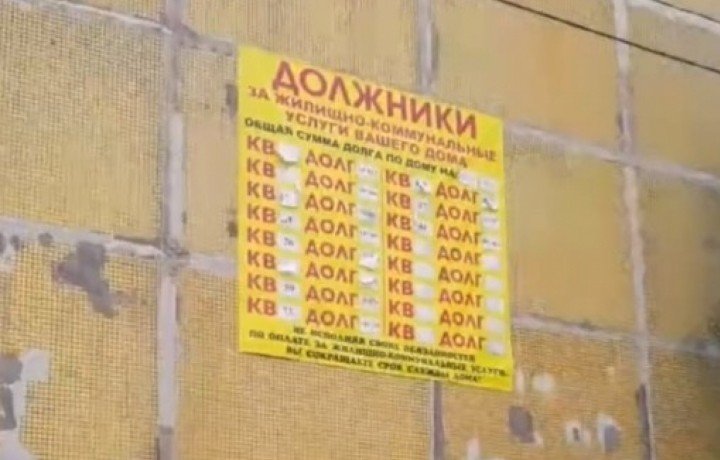 ДОЛЖНИКИ
ЗА ЖИЛИЩНО-КОММУНАЛЬНЫЕ
УСЛУГИ ВАШЕГО ДОМА
ОБЩАЯ СУММА ДОЛГА ПО ДОМУ НА
КВ ДОЛГ КВ ДОЛГ
КВ ДОЛГ КВ ДОЛГ
КВ ДОЛГ КВ ДОЛГ
КВ ДОЛГ КВ ДОЛГ
КВ ДОЛГ КВ ДОЛГ
КВ ДОЛГ КВ ДОЛГ
КВ ДОЛГ КВ ДОЛГ
КВ ДОЛГ КВ ДОЛГ
НЕ ИСПОЛНЯЯ СВОИХ ОБЯЗАННОСТЕЙ
ПО ОПЛАТЕ ЗА ЖИЛИЩНО-КОММУНАЛЬНЫЕ УСЛУГИ,
ВЫ СОКРАЩАЕТЕ СРОК СЛУЖБЫ ДОМА!